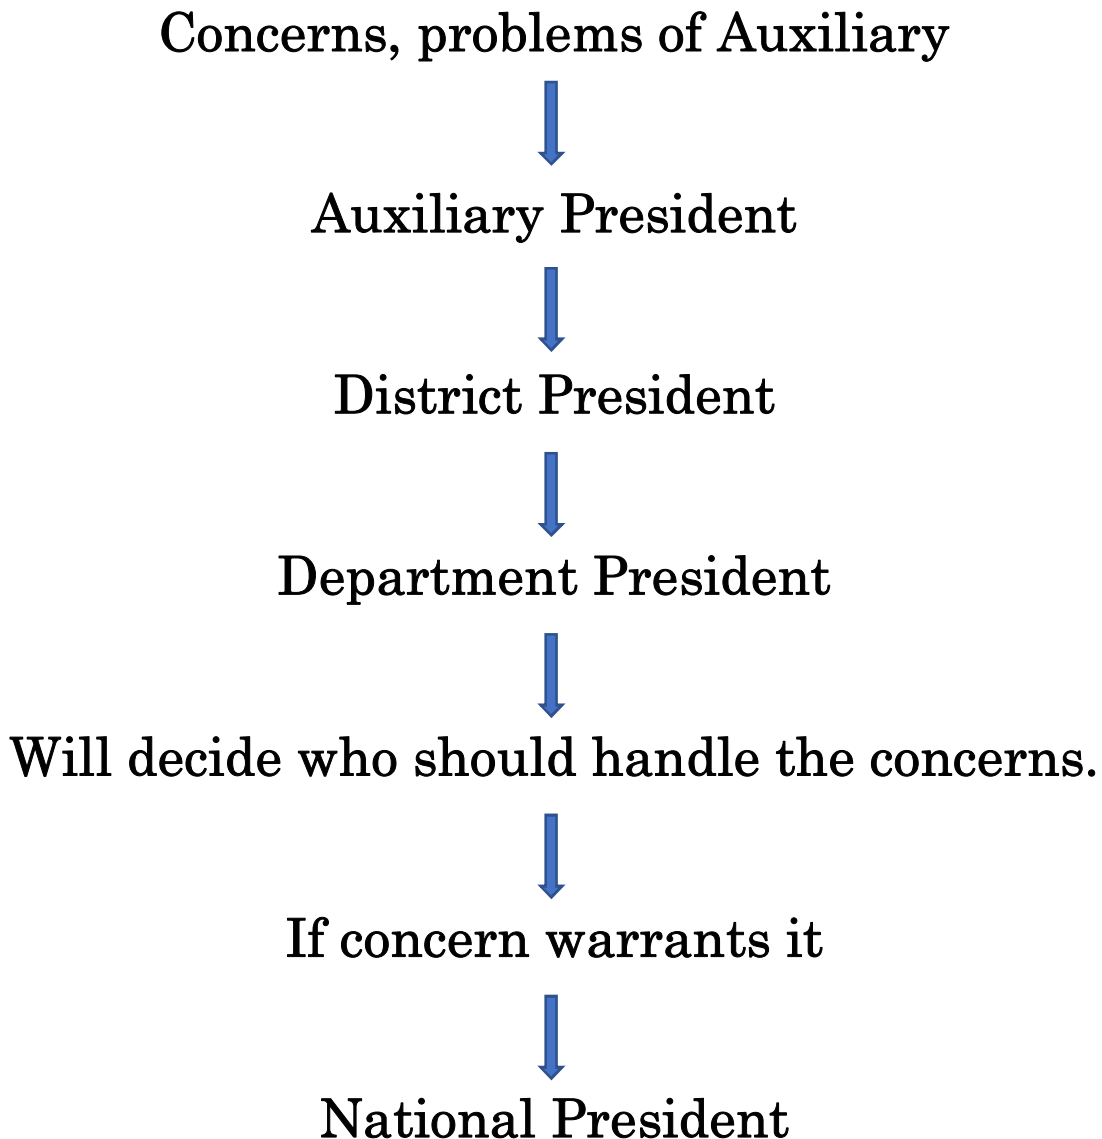 Concerns, problems of Auxiliary
Auxiliary President
District President
Department President
Will decide who should handle the concerns.
If concern warrants it
National President